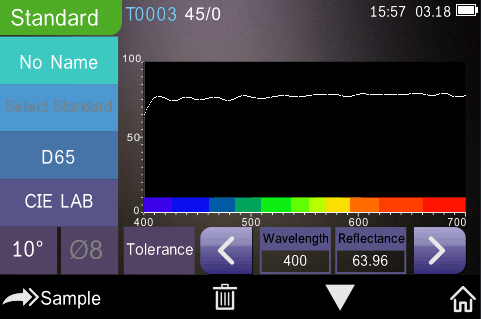 Standard
T0003 45/0
15:57 03.18
No Name
Select Standard
D65
CIE LAB
10°
Ø8
100
50
0
400 500 600 700
Tolerance
Wavelength
400
Reflectance
63.96
Sample